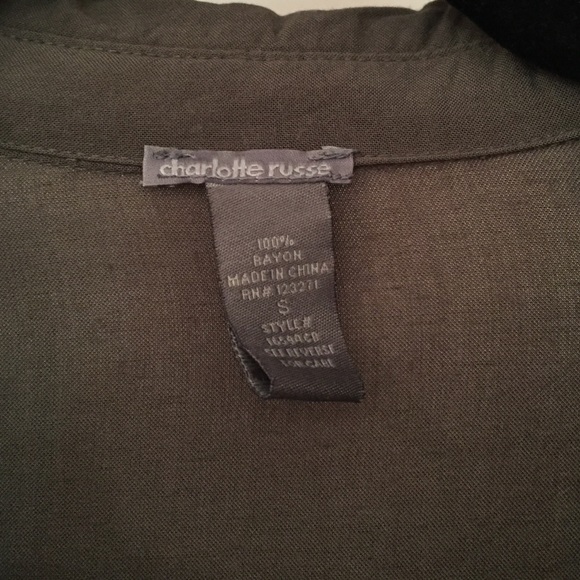 charlotte russe
100%
RAYON
MADE IN CHINA
RN# 123271
S
STYLE#
SEE REVERSE
FOR CARE